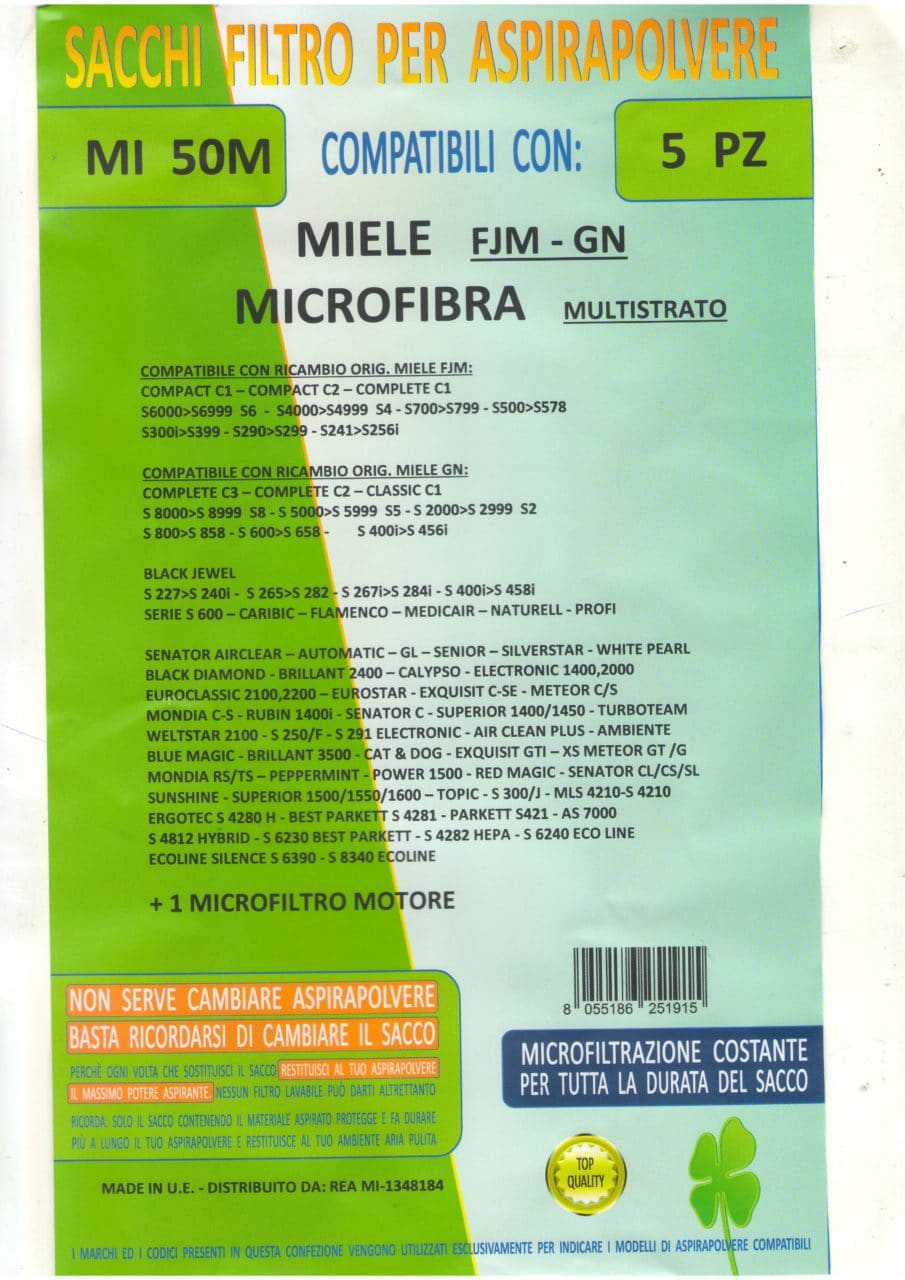 SACCHI FILTRO PER ASPIRAPOLVERE
MI 50M
COMPATIBILI CON:
5 PZ
MIELE FJM - GN
MICROFIBRA MULTISTRATO
COMPATIBILE CON RICAMBIO ORIG. MIELE FJM:
COMPACT C1 – COMPACT C2 – COMPLETE C1
S6000>S6999 S6 - S4000>S4999 S4 - S700>S799 - S500>S578
S300i>S399 - S290>S299 - S241>S256i
COMPATIBILE CON RICAMBIO ORIG. MIELE GN:
COMPLETE C3 – COMPLETE C2 – CLASSIC C1
S 8000>S 8999 S8 - S 5000>S 5999 S5 - S 2000>S 2999 S2
S 800>S 858 - S 600>S 658 - S 400i>S 456i
BLACK JEWEL
S 227>S 240i - S 265>S 282 - S 267i>S 284i - S 400i>S 458i
SERIE S 600 – CARIBIC – FLAMENCO – MEDICAIR – NATURELL - PROFI
SENATOR AIRCLEAR – AUTOMATIC – GL – SENIOR – SILVERSTAR - WHITE PEARL
BLACK DIAMOND - BRILLANT 2400 – CALYPSO - ELECTRONIC 1400,2000
EUROCLASSIC 2100,2200 – EUROSTAR - EXQUISIT C-SE - METEOR C/S
MONDIA C-S - RUBIN 1400i - SENATOR C - SUPERIOR 1400/1450 - TURBOTEAM
WELTSTAR 2100 - S 250/F - S 291 ELECTRONIC - AIR CLEAN PLUS - AMBIENTE
BLUE MAGIC - BRILLANT 3500 - CAT & DOG - EXQUISIT GTI – XS METEOR GT /G
MONDIA RS/TS – PEPPERMINT - POWER 1500 - RED MAGIC - SENATOR CL/CS/SL
SUNSHINE - SUPERIOR 1500/1550/1600 – TOPIC - S 300/J - MLS 4210-S 4210
ERGOTEC S 4280 H - BEST PARKETT S 4281 - PARKETT S421 - AS 7000
S 4812 HYBRID - S 6230 BEST PARKETT - S 4282 HEPA - S 6240 ECO LINE
ECOLINE SILENCE S 6390 - S 8340 ECOLINE
+ 1 MICROFILTRO MOTORE
8 055186 251915
NON SERVE CAMBIARE ASPIRAPOLVERE
BASTA RICORDARSI DI CAMBIARE IL SACCO
PERCHÈ OGNI VOLTA CHE SOSTITUISCI IL SACCO RESTITUISCI AL TUO ASPIRAPOLVERE
IL MASSIMO POTERE ASPIRANTE. NESSUN FILTRO LAVABILE PUÒ DARTI ALTRETTANTO
RICORDA: SOLO IL SACCO CONTENENDO IL MATERIALE ASPIRATO PROTEGGE E FA DURARE
PIÙ A LUNGO IL TUO ASPIRAPOLVERE E RESTITUISCE AL TUO AMBIENTE ARIA PULITA
MICROFILTRAZIONE COSTANTE
PER TUTTA LA DURATA DEL SACCO
MADE IN U.E. - DISTRIBUITO DA: REA MI-1348184
TOP
QUALITY
I MARCHI ED I CODICI PRESENTI IN QUESTA CONFEZIONE VENGONO UTILIZZATI ESCLUSIVAMENTE PER INDICARE I MODELLI DI ASPIRAPOLVERE COMPATIBILI